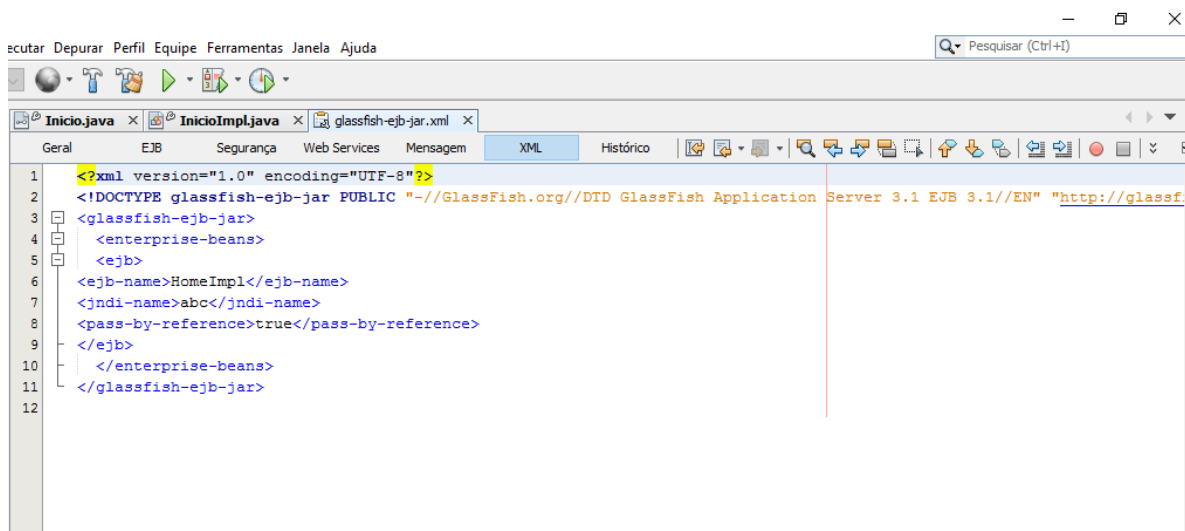 ecutar Depurar Perfil Equipe Ferramentas Janela Ajuda
Pesquisar (Ctrl+I)
Inicio.java InicioImpl.java glassfish-ejb-jar.xml
Geral EJB Segurança Web Services Mensagem XML Histórico
1 <?xml version="1.0" encoding="UTF-8"?>
2 <!DOCTYPE glassfish-ejb-jar PUBLIC "-//GlassFish.org//DTD GlassFish Application Server 3.1 EJB 3.1//EN" "http://glassf
3 <glassfish-ejb-jar>
4 <enterprise-beans>
5 <ejb>
6 <ejb-name>HomeImpl</ejb-name>
7 <jndi-name>abc</jndi-name>
8 <pass-by-reference>true</pass-by-reference>
9 </ejb>
10 </enterprise-beans>
11 </glassfish-ejb-jar>
12